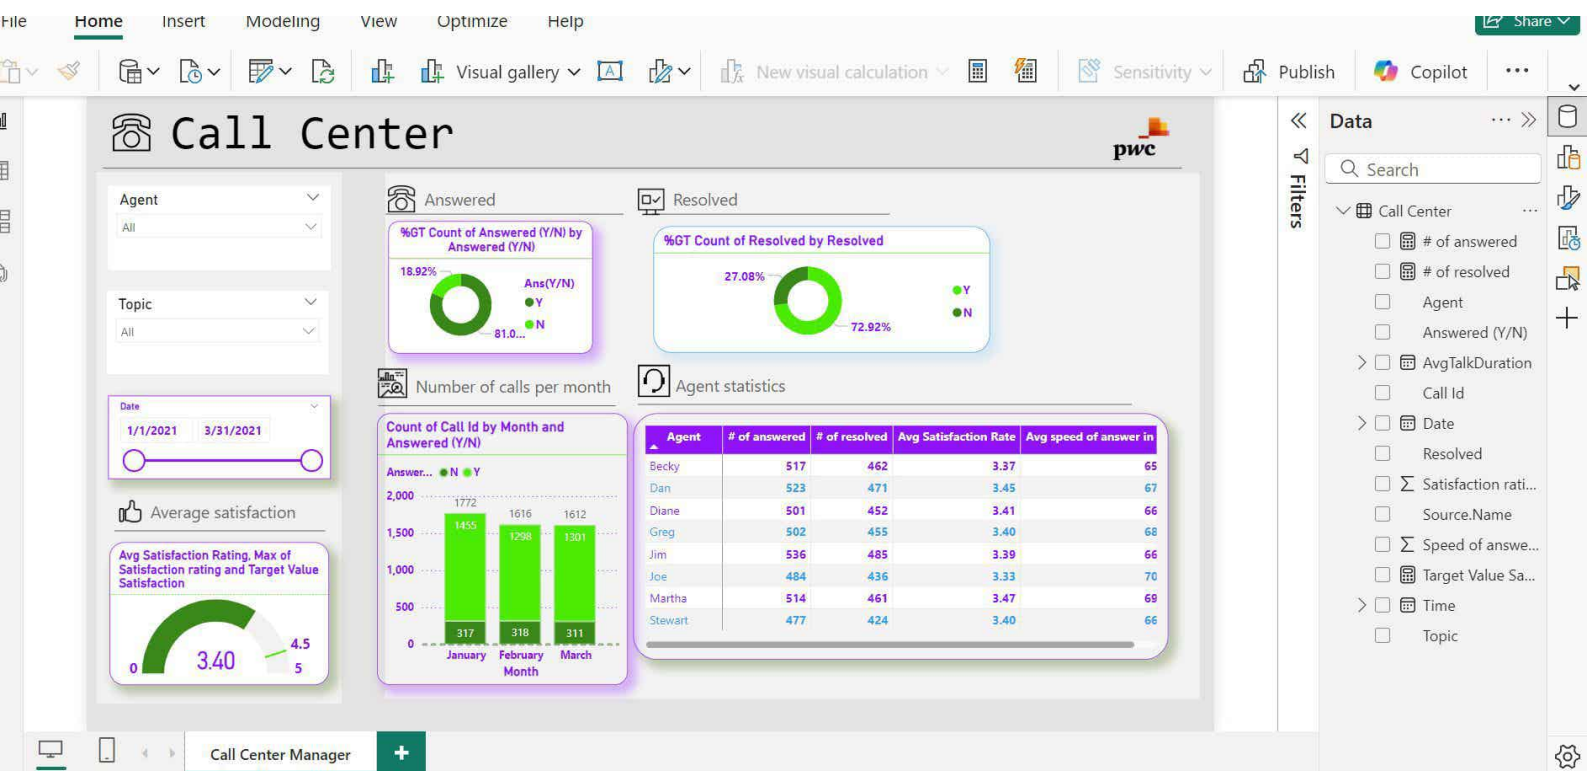 File Home Insert Modeling View Optimize Help Share
Visual gallery New visual calculation Sensitivity Publish Copilot
Call Center
pwc
Agent
All
Topic
All
Date
1/1/2021 3/31/2021
Average satisfaction
Avg Satisfaction Rating, Max of
Satisfaction rating and Target Value
Satisfaction
0
3.40
4.5
5
Answered
%GT Count of Answered (Y/N) by
Answered (Y/N)
18.92%
81.0...
Ans(Y/N)
Y
N
Resolved
%GT Count of Resolved by Resolved
27.08%
72.92%
Y
N
Number of calls per month
Count of Call Id by Month and
Answered (Y/N)
Answer... N Y
2,000
1,500
1,000
500
0
1772 1616 1612
1455 1298 1301
317 318 311
January February March
Month
Agent statistics
Agent # of answered # of resolved Avg Satisfaction Rate Avg speed of answer in
Becky 517 462 3.37 65
Dan 523 471 3.45 67
Diane 501 452 3.41 66
Greg 502 455 3.40 68
Jim 536 485 3.39 66
Joe 484 436 3.33 70
Martha 514 461 3.47 69
Stewart 477 424 3.40 66
Filters
Data
Search
Call Center
# of answered
# of resolved
Agent
Answered (Y/N)
AvgTalkDuration
Call Id
Date
Resolved
Satisfaction rati...
Source.Name
Speed of answe...
Target Value Sa...
Time
Topic
Call Center Manager